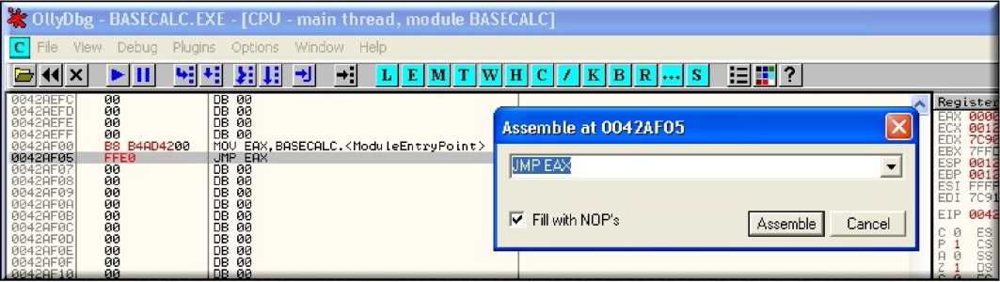 OllyDbg - BASECALC.EXE - [CPU - main thread, module BASECALC]
C File View Debug Plugins Options Window Help
L E M T W H C / K B R ... S ?
0042AEFC 00 DB 00
0042AEFD 00 DB 00
0042AEFE 00 DB 00
0042AEFF 00 DB 00
0042AF00 B8 B4AD4200 MOV EAX,BASECALC.<ModuleEntryPoint>
0042AF05 FFE0 JMP EAX
0042AF07 00 DB 00
0042AF08 00 DB 00
0042AF09 00 DB 00
0042AF0A 00 DB 00
0042AF0B 00 DB 00
0042AF0C 00 DB 00
0042AF0D 00 DB 00
0042AF0E 00 DB 00
0042AF0F 00 DB 00
0042AF10 00 DB 00
Assemble at 0042AF05
JMP EAX
Fill with NOP's
Assemble Cancel
Register
EAX 0000
ECX 0012
EDX 7C90
EBX 7FFD
ESP 0012
EBP 0012
ESI FFFF
EDI 7C91
EIP 0042
C 0 ES
P 1 CS
A 0 SS
Z 1 DS